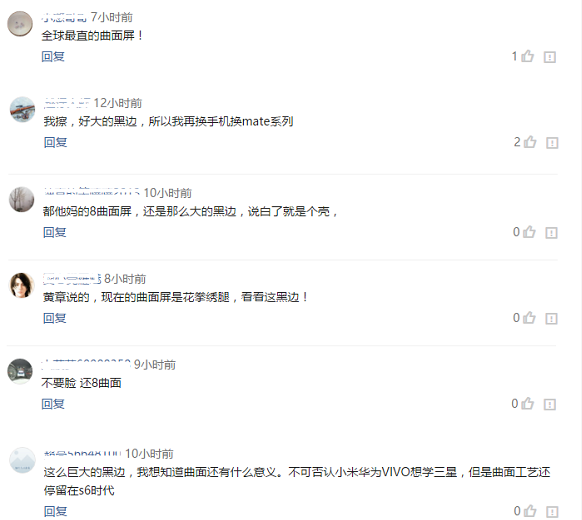 7小时前
全球最直的曲面屏！
回复 1
12小时前
我擦，好大的黑边，所以我再换手机换mate系列
回复 2
10小时前
都他妈的8曲面屏，还是那么大的黑边，说白了就是个壳，
回复 0
8小时前
黄章说的，现在的曲面屏是花拳绣腿，看看这黑边！
回复 0
9小时前
不要脸 还8曲面
回复 0
10小时前
这么巨大的黑边，我想知道曲面还有什么意义。不可否认小米华为VIVO想学三星，但是曲面工艺还
停留在s6时代
回复 0